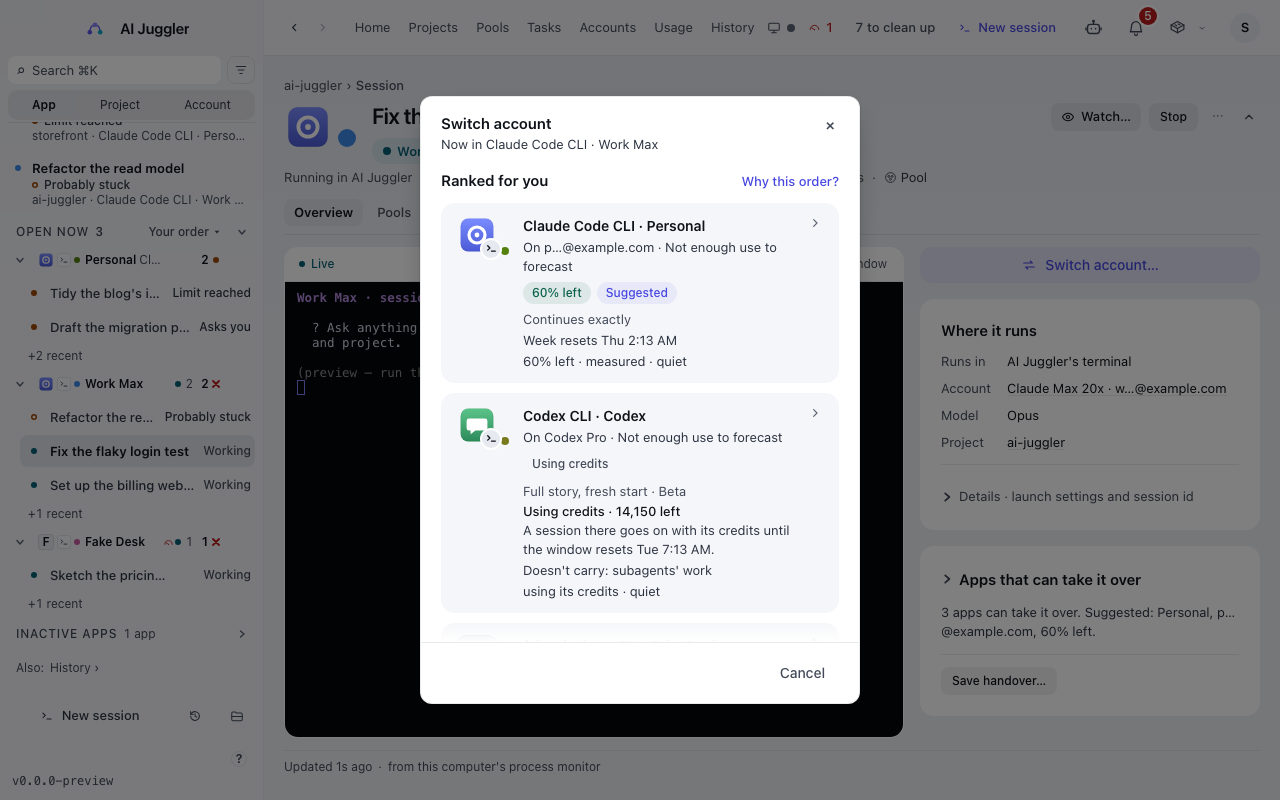 AI Juggler
Home Projects Pools Tasks Accounts Usage History 1 7 to clean up New session 5 S
Search ⌘K
App Project Account
Limit reached
storefront · Claude Code CLI · Perso...
Refactor the read model
Probably stuck
ai-juggler · Claude Code CLI · Work ...
OPEN NOW 3 Your order
Personal Cl... 2
Tidy the blog's i... Limit reached
Draft the migration p... Asks you
+2 recent
Work Max 2 2
Refactor the re... Probably stuck
Fix the flaky login test Working
Set up the billing web... Working
+1 recent
F Fake Desk 1 1
Sketch the pricin... Working
+1 recent
INACTIVE APPS 1 app
Also: History ›
New session
?
v0.0.0-preview
ai-juggler › Session
Fix th
Wor
Watch... Stop ...
Running in AI Juggler
· Pool
Overview Pools
Live
Work Max · sessi
? Ask anything
and project.
(preview — run th
Switch account
Now in Claude Code CLI · Work Max
Ranked for you Why this order?
Claude Code CLI · Personal
On p...@example.com · Not enough use to
forecast
60% left Suggested
Continues exactly
Week resets Thu 2:13 AM
60% left · measured · quiet
Codex CLI · Codex
On Codex Pro · Not enough use to forecast
Using credits
Full story, fresh start · Beta
Using credits · 14,150 left
A session there goes on with its credits until
the window resets Tue 7:13 AM.
Doesn't carry: subagents' work
using its credits · quiet
Cancel
Switch account...
Where it runs
Runs in AI Juggler's terminal
Account Claude Max 20x · w...@example.com
Model Opus
Project ai-juggler
Details · launch settings and session id
Apps that can take it over
3 apps can take it over. Suggested: Personal, p...
@example.com, 60% left.
Save handover...
Updated 1s ago · from this computer's process monitor